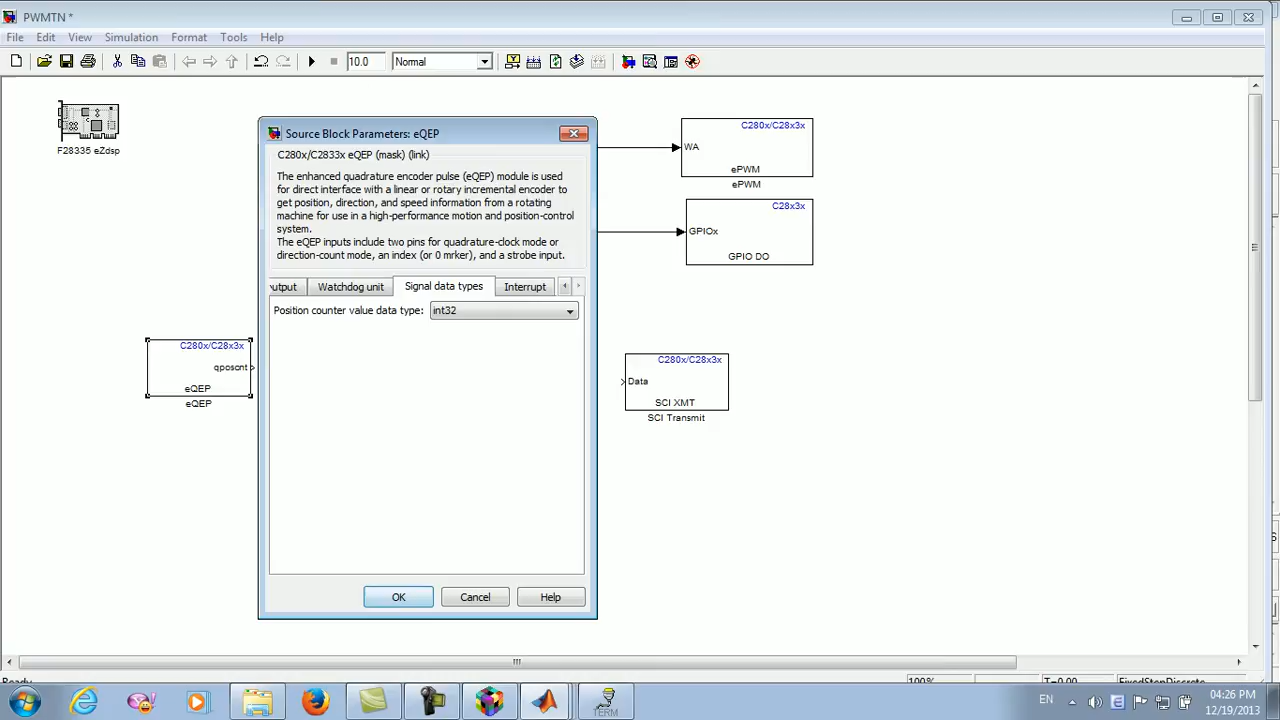 PWMTN *
File Edit View Simulation Format Tools Help
10.0 Normal
F28335 eZdsp
Source Block Parameters: eQEP
C280x/C2833x eQEP (mask) (link)
The enhanced quadrature encoder pulse (eQEP) module is used
for direct interface with a linear or rotary incremental encoder to
get position, direction, and speed information from a rotating
machine for use in a high-performance motion and position-control
system.
The eQEP inputs include two pins for quadrature-clock mode or
direction-count mode, an index (or 0 mrker), and a strobe input.
utput Watchdog unit Signal data types Interrupt
Position counter value data type: int32
OK Cancel Help
C280x/C28x3x
WA
ePWM
ePWM
C28x3x
GPIOx
GPIO DO
C280x/C28x3x
qposcnt
eQEP
eQEP
C280x/C28x3x
Data
SCI XMT
SCI Transmit
Ready 100% T=0.00 FixedStepDiscrete
TERM
EN
04:26 PM
12/19/2013